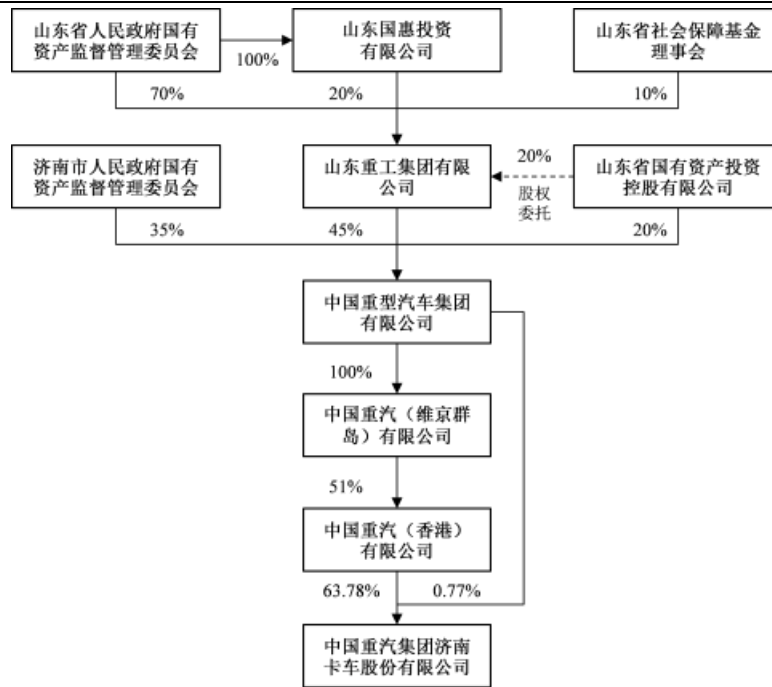 山东省人民政府国有
资产监督管理委员会
山东国惠投资
有限公司
山东省社会保障基金
理事会
100%
70%
20%
10%
济南市人民政府国有
资产监督管理委员会
山东重工集团有限
公司
20%
股权
委托
山东省国有资产投资
控股有限公司
35%
45%
20%
中国重型汽车集团
有限公司
100%
中国重汽（维京群
岛）有限公司
51%
中国重汽（香港）
有限公司
63.78%
0.77%
中国重汽集团济南
卡车股份有限公司